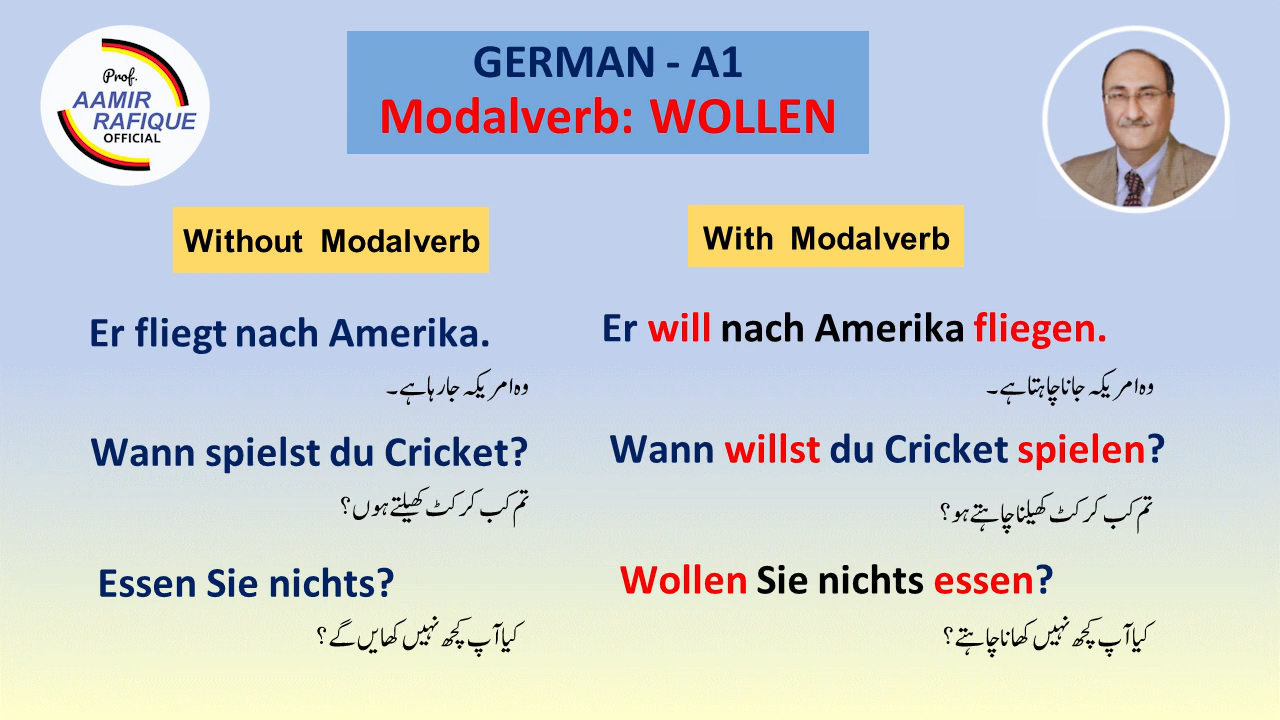 Prof.
AAMIR
RAFIQUE
OFFICIAL
GERMAN - A1
Modalverb: WOLLEN
Without Modalverb
With Modalverb
Er fliegt nach Amerika.
Er will nach Amerika fliegen.
وہ امریکہ جا رہا ہے۔
وہ امریکہ جانا چاہتا ہے۔
Wann spielst du Cricket?
Wann willst du Cricket spielen?
تم کب کرکٹ کھیلتے ہوں؟
تم کب کرکٹ کھیلنا چاہتے ہو؟
Essen Sie nichts?
Wollen Sie nichts essen?
کیا آپ کچھ نہیں کھایں گے؟
کیا آپ کچھ نہیں کھانا چاہتے؟